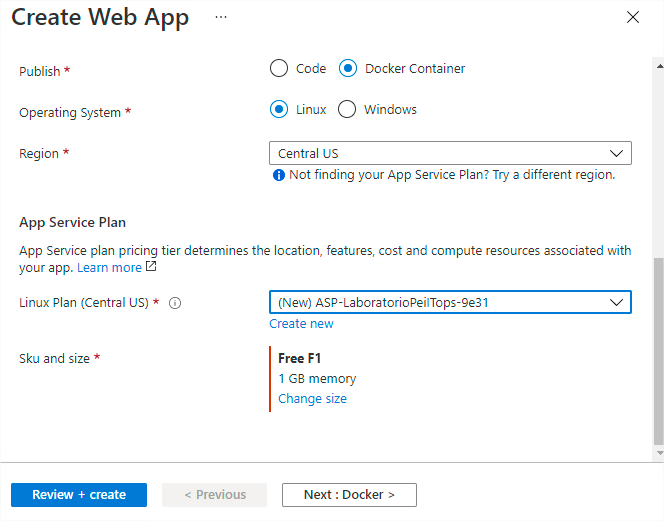 Create Web App ...
Publish *
Code
Docker Container
Operating System *
Linux
Windows
Region *
Central US
Not finding your App Service Plan? Try a different region.
App Service Plan
App Service plan pricing tier determines the location, features, cost and compute resources associated with
your app. Learn more
Linux Plan (Central US) *
(New) ASP-LaboratorioPeiITops-9e31
Create new
Sku and size *
Free F1
1 GB memory
Change size
Review + create
< Previous
Next : Docker >